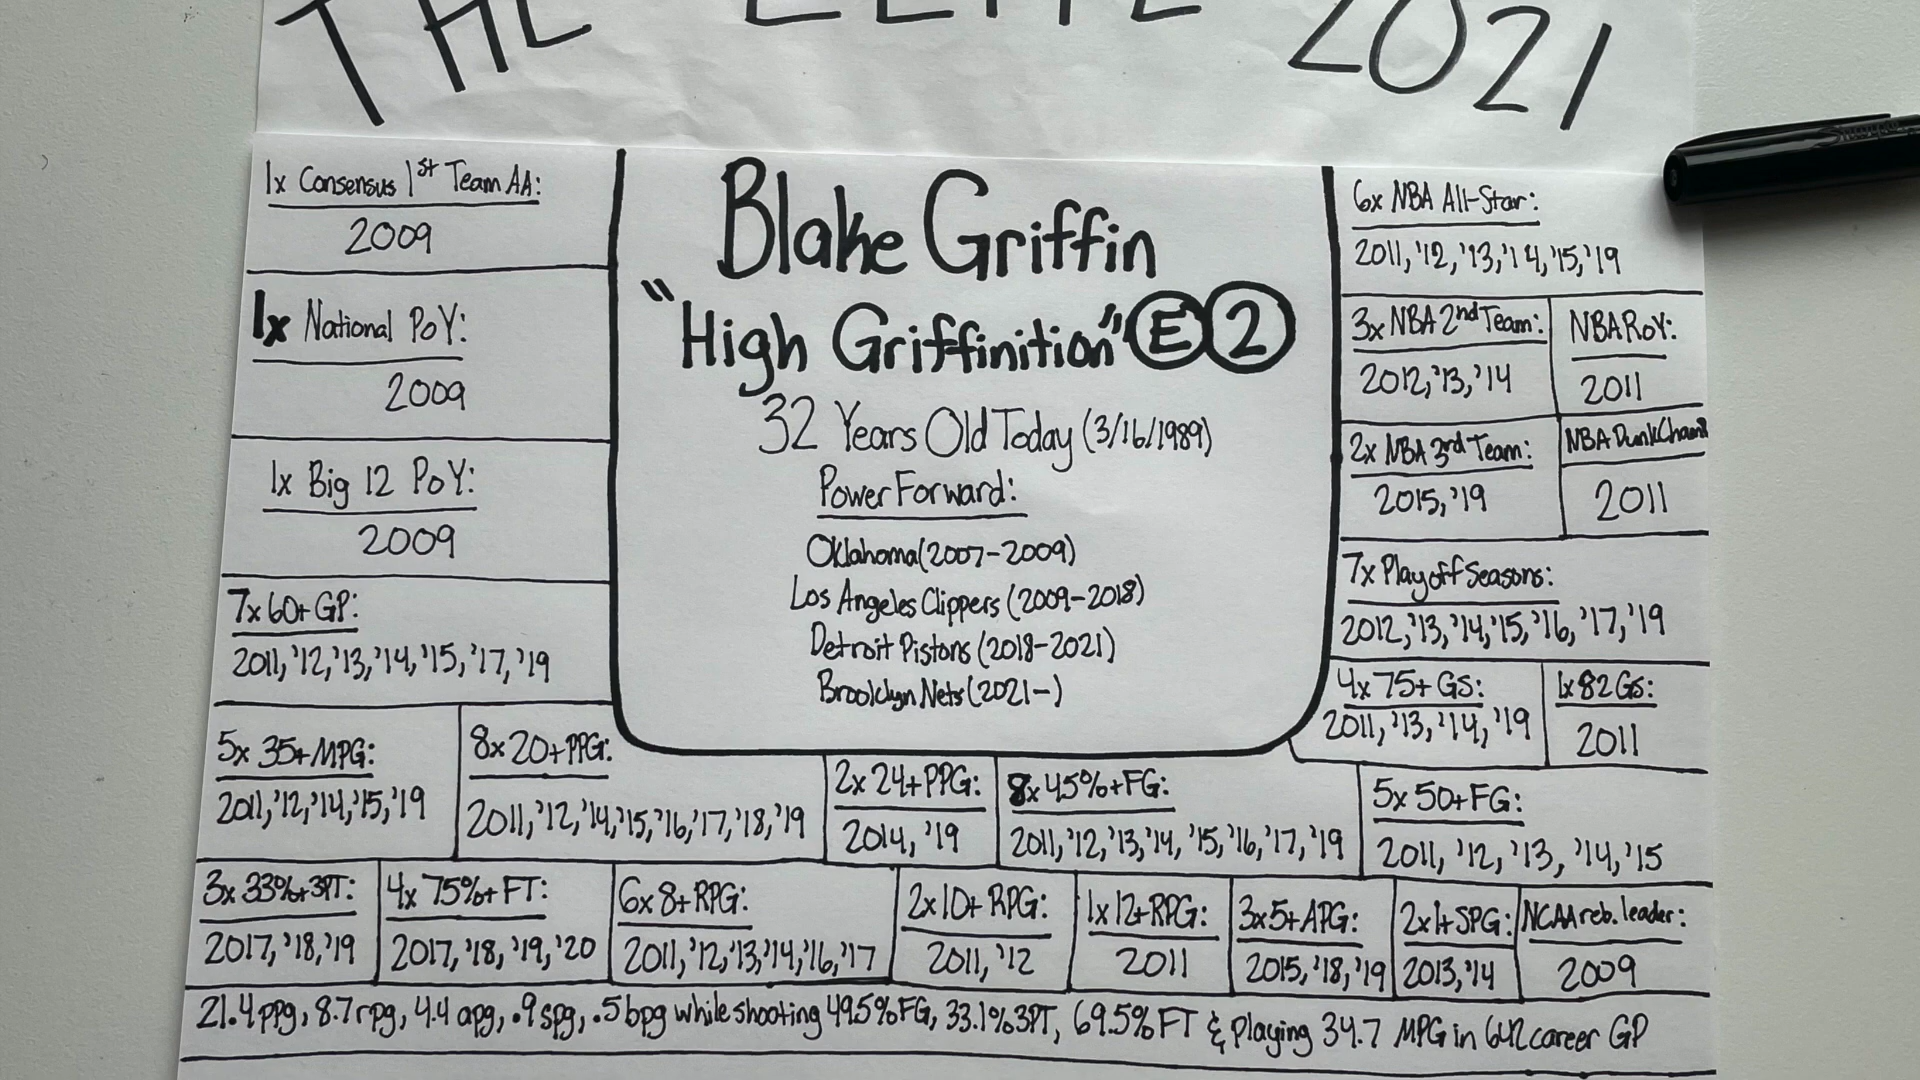 THE ELITE 2021
1x Consensus 1st Team AA:
2009
1x National PoY:
2009
1x Big 12 PoY:
2009
7x 60+ GP:
2011,'12,'13,'14,'15,'17,'19
5x 35+MPG:
2011,'12,'14,'15,'19
8x 20+PPG:
2011,'12,'14,'15,'16,'17,'18,'19
Blake Griffin
"High Griffinition" E 2
32 Years Old Today (3/16/1989)
Power Forward:
Oklahoma (2007-2009)
Los Angeles Clippers (2009-2018)
Detroit Pistons (2018-2021)
Brooklyn Nets (2021-)
6x NBA All-Star:
2011,'12,'13,'14,'15,'19
3x NBA 2nd Team:
2012,'13,'14
NBA RoY:
2011
2x NBA 3rd Team:
2015,'19
NBA Dunk Champ
2011
7x Playoff Seasons:
2012,'13,'14,'15,'16,'17,'19
4x 75+ GS:
2011,'13,'14,'19
1x 82 GS:
2011
2x 24+PPG:
2014,'19
8x 45%+FG:
2011,'12,'13,'14,'15,'16,'17,'19
5x 50+FG:
2011,'12,'13,'14,'15
3x 33%+3PT:
2017,'18,'19
4x 75%+ FT:
2017,'18,'19,'20
6x 8+RPG:
2011,'12,'13,'14,'16,'17
2x 10+ RPG:
2011,'12
1x 12+RPG:
2011
3x 5+APG:
2015,'18,'19
2x 1+SPG:
2013,'14
NCAA reb. leader:
2009
21.4 ppg, 8.7 rpg, 4.4 apg, .9 spg, .5 bpg while shooting 49.5% FG, 33.1% 3PT, 69.5% FT & playing 34.7 MPG in 642 career GP